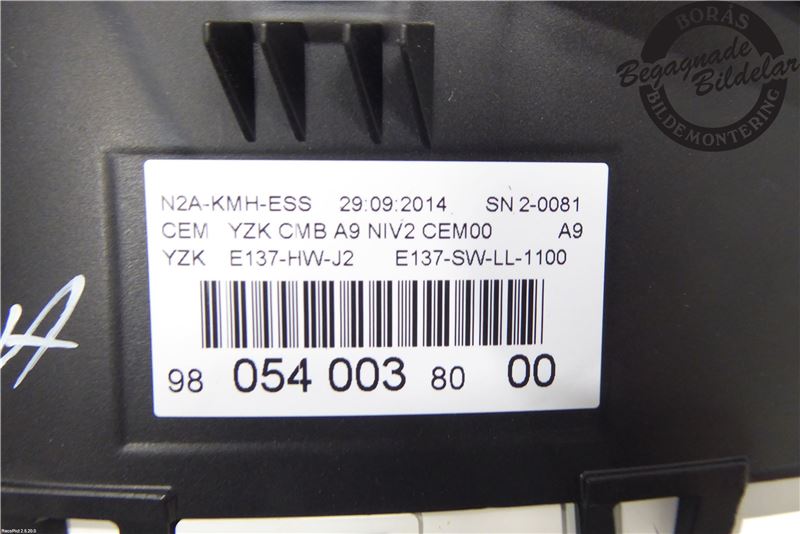 BORÅS
Begagnade
Bildelar
BILDEMONTERING
N2A-KMH-ESS 29:09:2014 SN 2-0081
CEM YZK CMB A9 NIV2 CEM00 A9
YZK E137-HW-J2 E137-SW-LL-1100
98 054 003 80 00